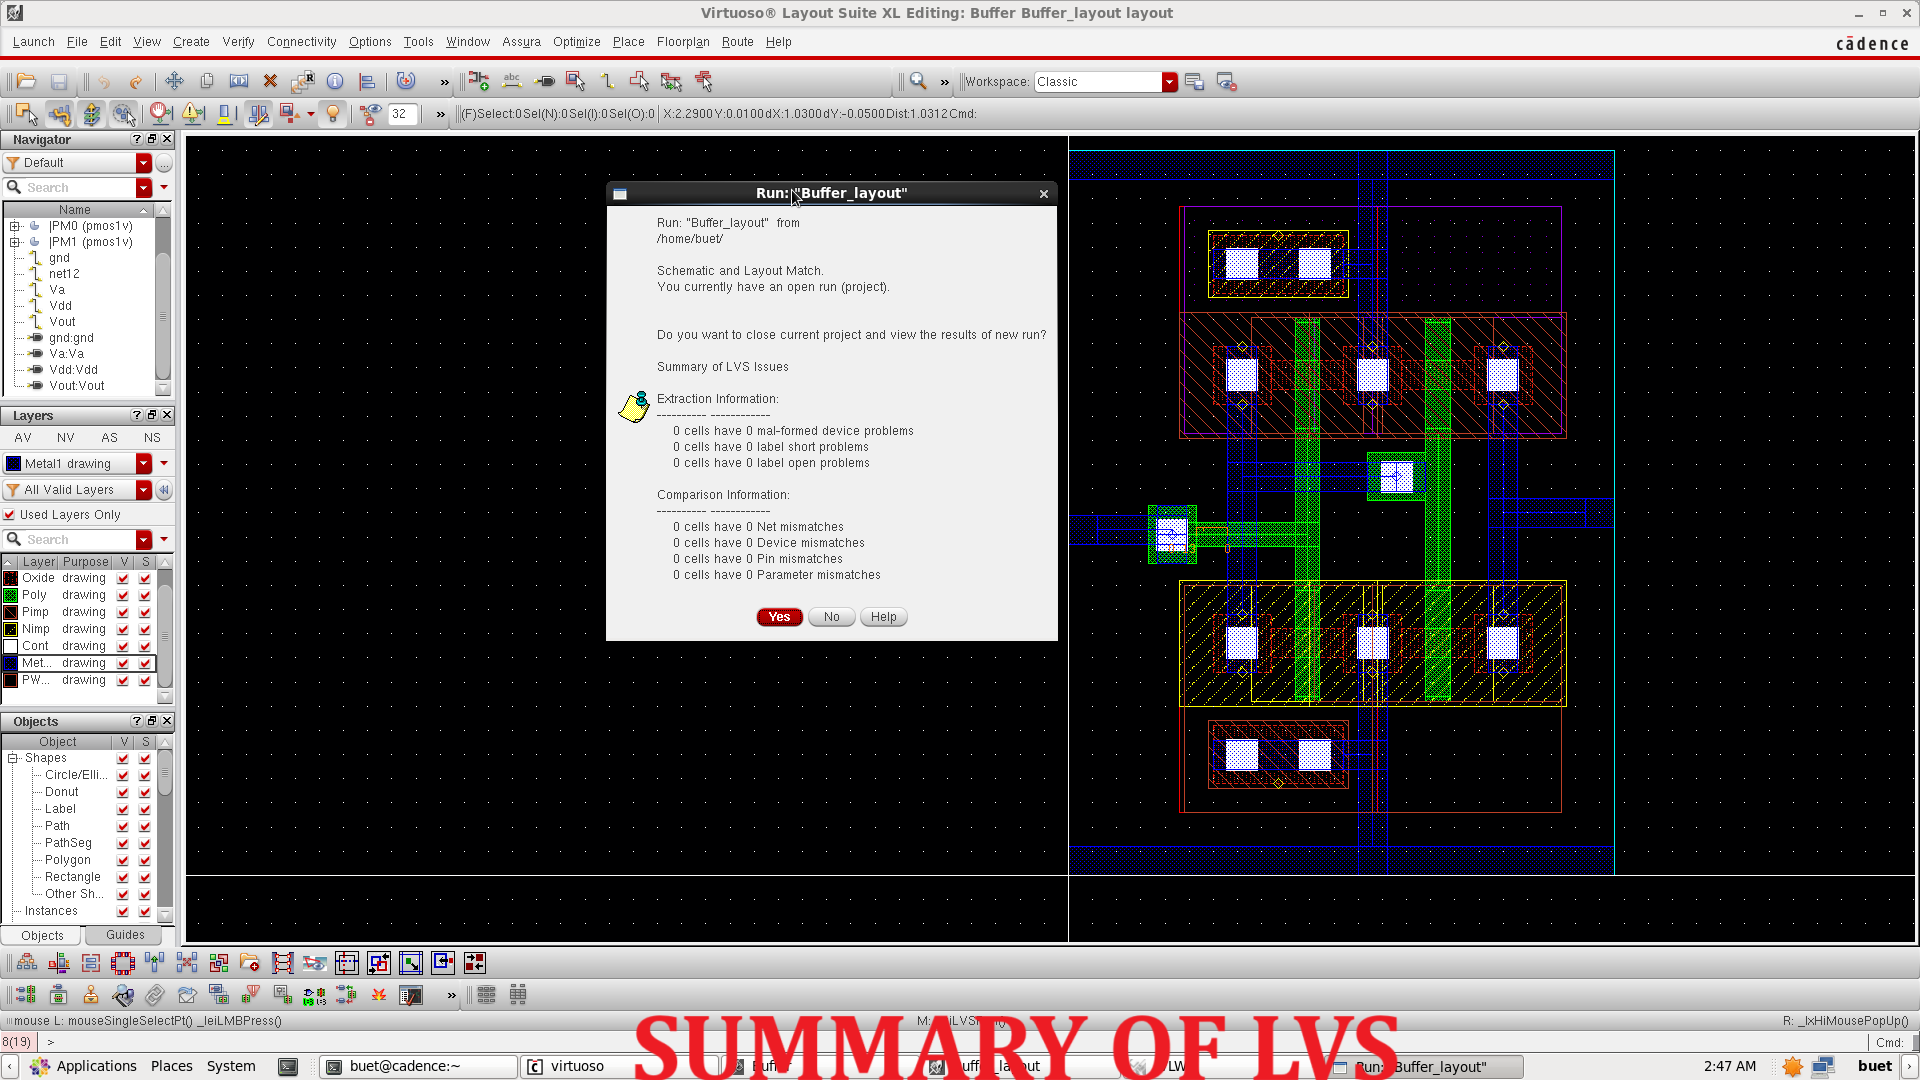 Virtuoso® Layout Suite XL Editing: Buffer Buffer_layout layout
Launch File Edit View Create Verify Connectivity Options Tools Window Assura Optimize Place Floorplan Route Help
cādence
» » » Workspace: Classic
32 » (F)Select:0 Sel(N):0 Sel(I):0 Sel(O):0 X:2.2900 Y:0.0100 dX:1.0300 dY:-0.0500 Dist:1.0312 Cmd:
Navigator
Default
Search
Name
|PM0 (pmos1v)
|PM1 (pmos1v)
gnd
net12
Va
Vdd
Vout
gnd:gnd
Va:Va
Vdd:Vdd
Vout:Vout
Layers
AV NV AS NS
Metal1 drawing
All Valid Layers
Used Layers Only
Search
Layer Purpose V S
Oxide drawing
Poly drawing
Pimp drawing
Nimp drawing
Cont drawing
Met... drawing
PW... drawing
Objects
Object V S
Shapes
Circle/Elli...
Donut
Label
Path
PathSeg
Polygon
Rectangle
Other Sh...
Instances
Objects Guides
Run: "Buffer_layout"
Run: "Buffer_layout" from
/home/buet/
Schematic and Layout Match.
You currently have an open run (project).
Do you want to close current project and view the results of new run?
Summary of LVS Issues
Extraction Information:
---------- ------------
0 cells have 0 mal-formed device problems
0 cells have 0 label short problems
0 cells have 0 label open problems
Comparison Information:
---------- ------------
0 cells have 0 Net mismatches
0 cells have 0 Device mismatches
0 cells have 0 Pin mismatches
0 cells have 0 Parameter mismatches
Yes No Help
»
mouse L: mouseSingleSelectPt() _leiLMBPress()
R: _lxHiMousePopUp()
8(19) >
Cmd:
SUMMARY OF LVS
Applications Places System buet@cadence:~ virtuoso Run: "Buffer_layout" 2:47 AM buet